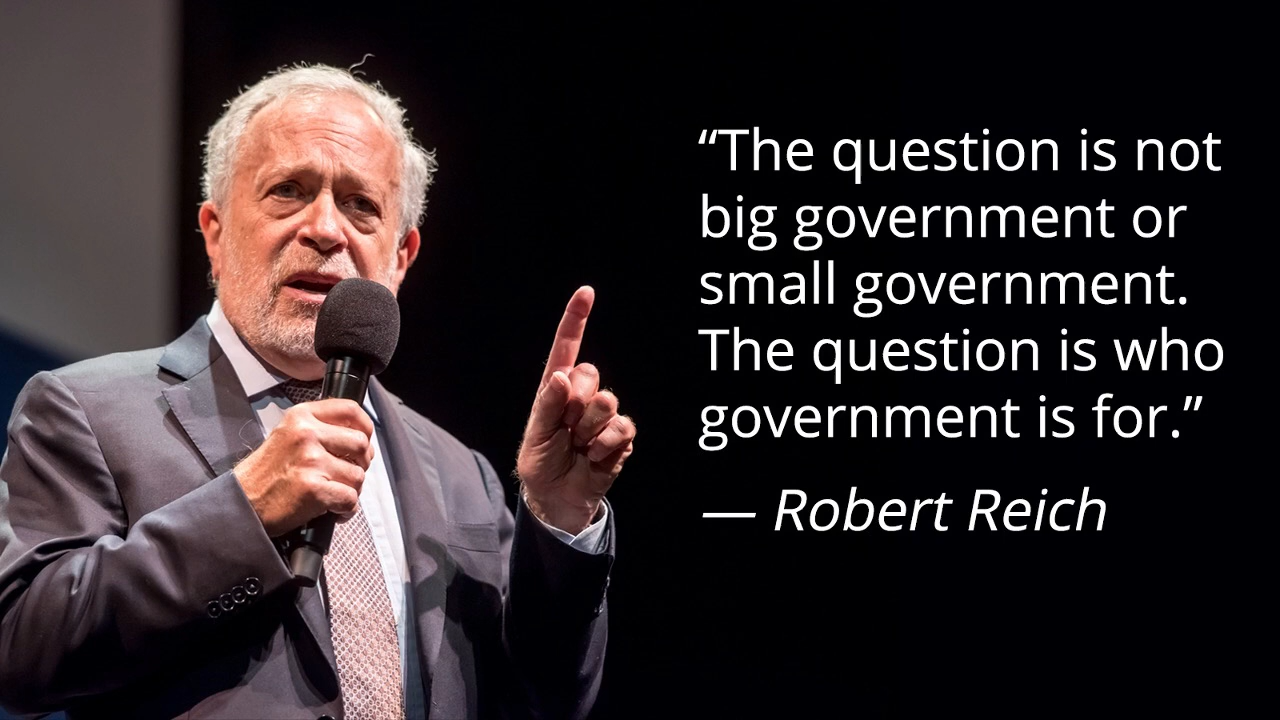 “The question is not
big government or
small government.
The question is who
government is for.”
— Robert Reich